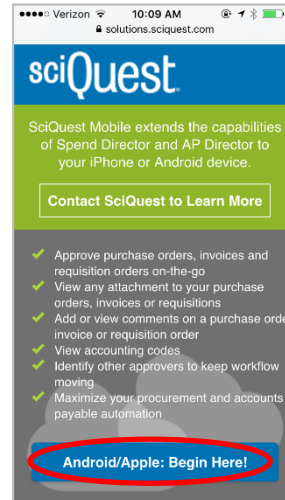 Verizon 10:09 AM
solutions.sciquest.com
sciQuest
SciQuest Mobile extends the capabilities
of Spend Director and AP Director to
your iPhone or Android device.
Contact SciQuest to Learn More
Approve purchase orders, invoices and
requisition orders on-the-go
View any attachment to your purchase
orders, invoices or requisitions
Add or view comments on a purchase orde
invoice or requisition order
View accounting codes
Identify other approvers to keep workflow
moving
Maximize your procurement and accounts
payable automation
Android/Apple: Begin Here!